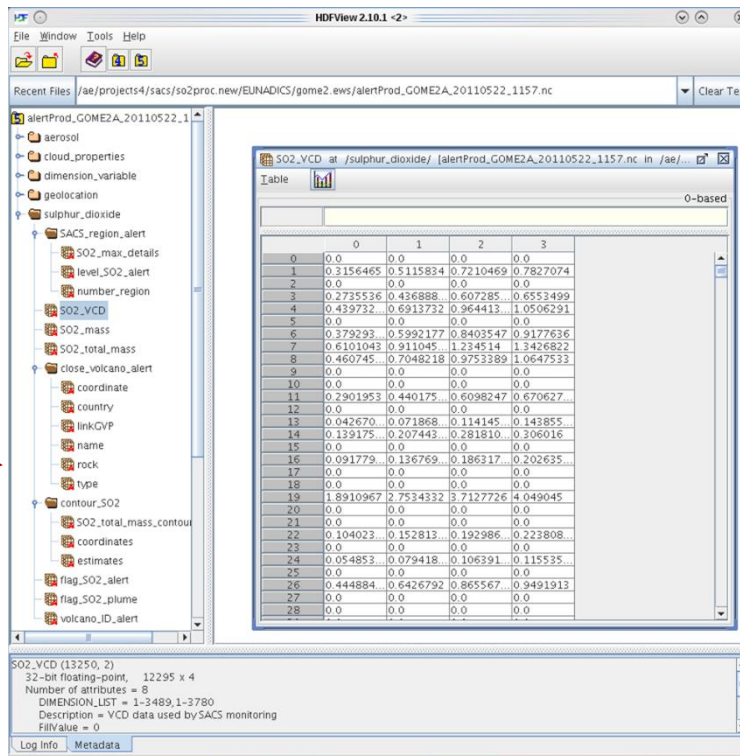 HDFView 2.10.1 <2>
File Window Tools Help
Recent Files /ae/projects4/sacs/so2proc.new/EUNADICS/gome2.ews/alertProd_GOME2A_20110522_1157.nc Clear Te
alertProd_GOME2A_20110522_1
aerosol
cloud_properties
dimension_variable
geolocation
sulphur_dioxide
SACS_region_alert
SO2_max_details
level_SO2_alert
number_region
SO2_VCD
SO2_mass
SO2_total_mass
close_volcano_alert
coordinate
country
linkGVP
name
rock
type
contour_SO2
SO2_total_mass_contou
coordinates
estimates
flag_SO2_alert
flag_SO2_plume
volcano_ID_alert
SO2_VCD at /sulphur_dioxide/ [alertProd_GOME2A_20110522_1157.nc in /ae/...
Table
0-based
0 1 2 3
0 0.0 0.0 0.0 0.0
1 0.3156465 0.5115834 0.7210469 0.7827074
2 0.0 0.0 0.0 0.0
3 0.2735536 0.436888... 0.607285... 0.6553499
4 0.439732... 0.6913732 0.964413... 1.0506291
5 0.0 0.0 0.0 0.0
6 0.379293... 0.5992177 0.8403547 0.9177636
7 0.6101043 0.911045... 1.234514 1.3426822
8 0.460745... 0.7048218 0.9753389 1.0647533
9 0.0 0.0 0.0 0.0
10 0.0 0.0 0.0 0.0
11 0.2901953 0.440175... 0.6098247 0.670627...
12 0.0 0.0 0.0 0.0
13 0.042670... 0.071868... 0.114145... 0.143855...
14 0.139175... 0.207443... 0.281810... 0.306016
15 0.0 0.0 0.0 0.0
16 0.091779... 0.136769... 0.186317... 0.202635...
17 0.0 0.0 0.0 0.0
18 0.0 0.0 0.0 0.0
19 1.8910967 2.7534332 3.7127726 4.049045
20 0.0 0.0 0.0 0.0
21 0.0 0.0 0.0 0.0
22 0.104023... 0.152813... 0.192986... 0.223808...
23 0.0 0.0 0.0 0.0
24 0.054853... 0.079418... 0.106391... 0.115535...
25 0.0 0.0 0.0 0.0
26 0.444884... 0.6426792 0.865567... 0.9491913
27 0.0 0.0 0.0 0.0
28 0.0 0.0 0.0 0.0
SO2_VCD (13250, 2)
32-bit floating-point, 12295 x 4
Number of attributes = 8
DIMENSION_LIST = 1-3489,1-3780
Description = VCD data used by SACS monitoring
FillValue = 0
Log Info Metadata